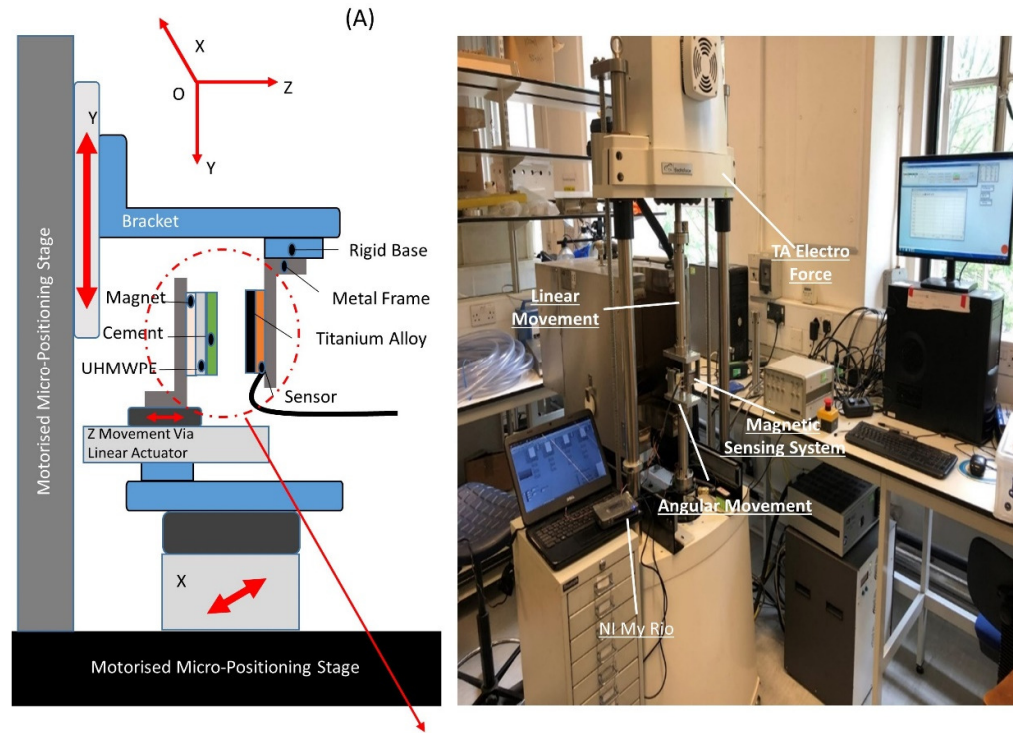 (A)
X
O
Z
Y
Y
Bracket
Rigid Base
Magnet
Metal Frame
Cement
Titanium Alloy
UHMWPE
Sensor
Z Movement Via
Linear Actuator
X
Motorised Micro-Positioning Stage
Motorised Micro-Positioning Stage
TA Electro
Force
Linear
Movement
Magnetic
Sensing System
Angular Movement
NI My Rio